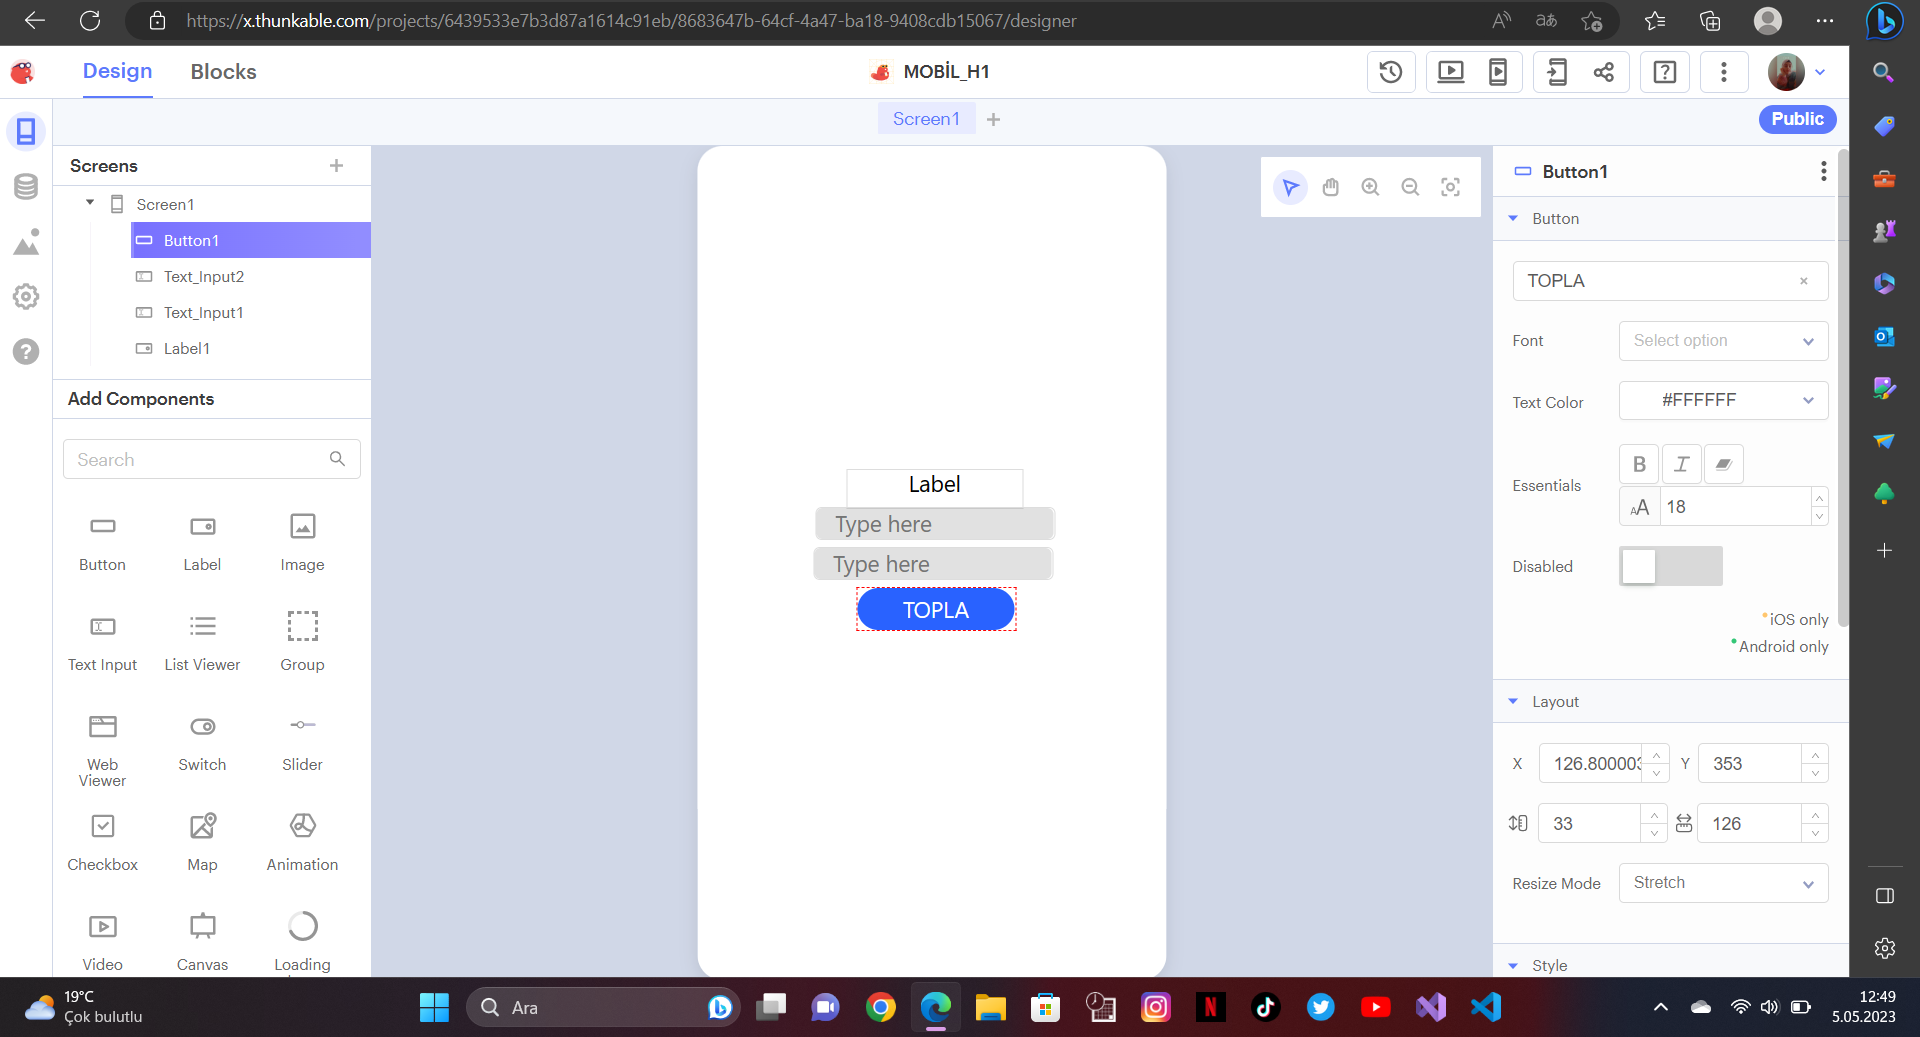 https://x.thunkable.com/projects/6439533e7b3d87a1614c91eb/8683647b-64cf-4a47-ba18-9408cdb15067/designer
Design
Blocks
MOBİL_H1
Screen1
Public
Screens
Screen1
Button1
Text_Input2
Text_Input1
Label1
Add Components
Search
Button
Label
Image
Text Input
List Viewer
Group
Web
Viewer
Switch
Slider
Checkbox
Map
Animation
Video
Canvas
Loading
Label
Type here
Type here
TOPLA
Button1
Button
TOPLA
Font
Select option
Text Color
#FFFFFF
Essentials
B I
AA 18
Disabled
iOS only
Android only
Layout
X 126.800003 Y 353
33 126
Resize Mode
Stretch
Style
19°C
Çok bulutlu
Ara
12:49
5.05.2023